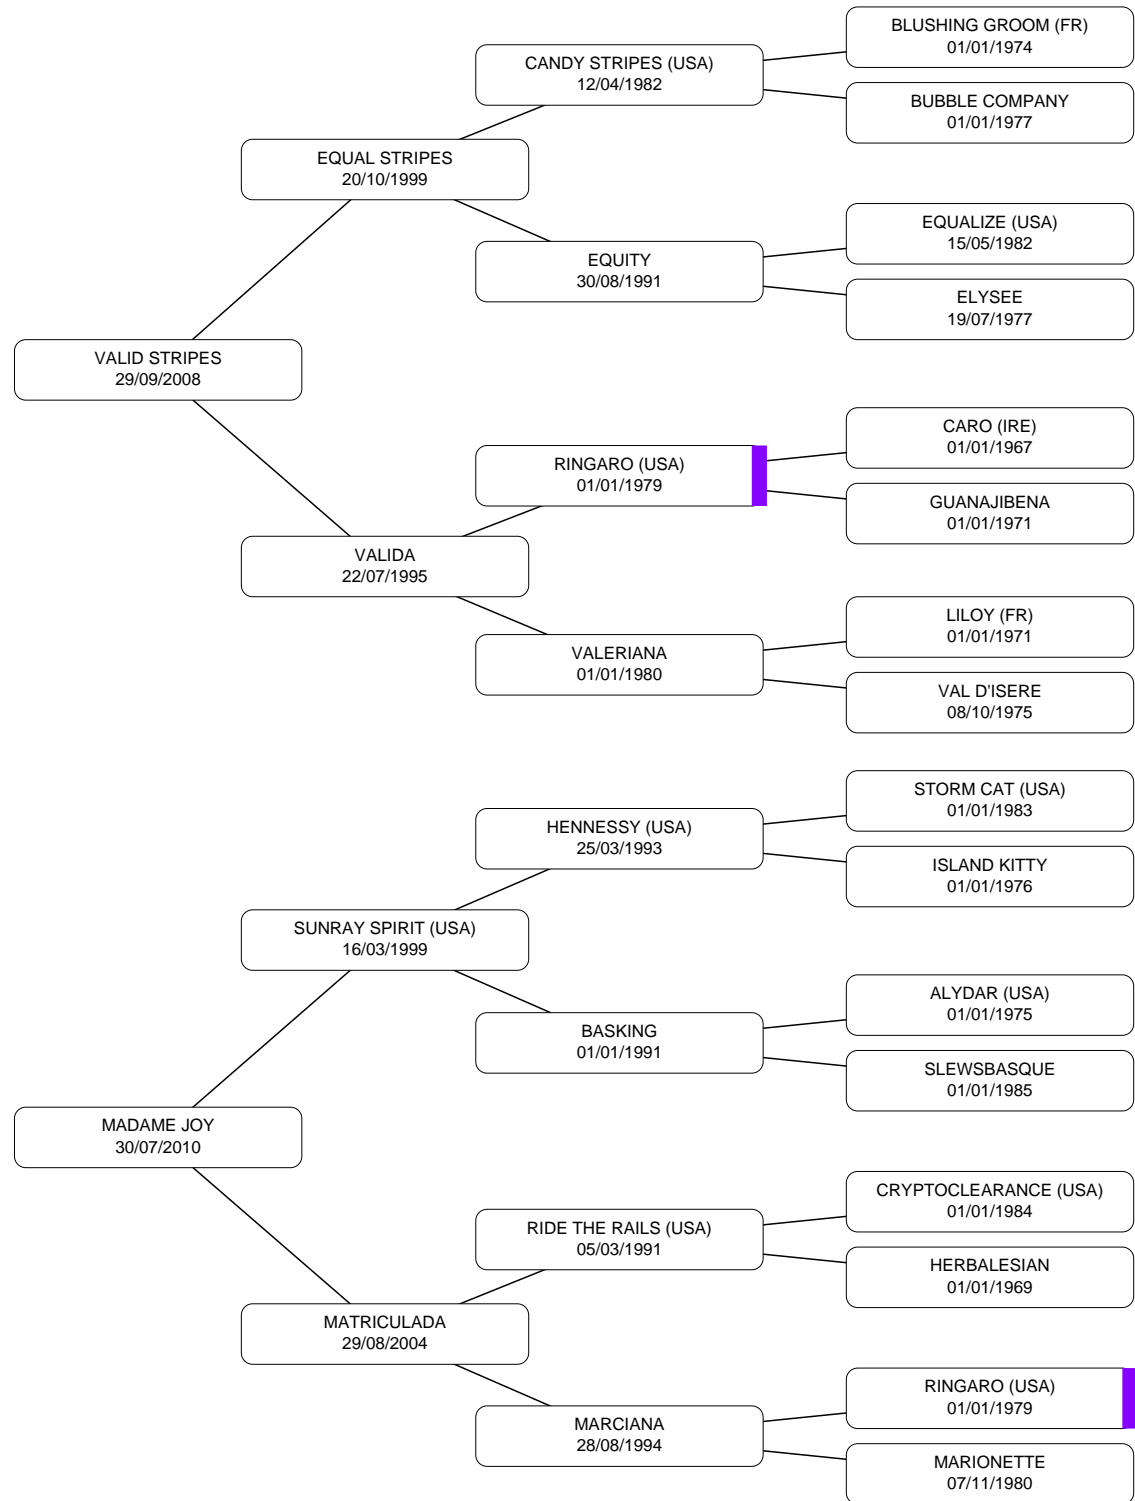 BLUSHING GROOM (FR)
01/01/1974
CANDY STRIPES (USA)
12/04/1982
BUBBLE COMPANY
01/01/1977
EQUAL STRIPES
20/10/1999
EQUALIZE (USA)
15/05/1982
EQUITY
30/08/1991
ELYSEE
19/07/1977
VALID STRIPES
29/09/2008
CARO (IRE)
01/01/1967
RINGARO (USA)
01/01/1979
GUANAJIBENA
01/01/1971
VALIDA
22/07/1995
LILOY (FR)
01/01/1971
VALERIANA
01/01/1980
VAL D'ISERE
08/10/1975
STORM CAT (USA)
01/01/1983
HENNESSY (USA)
25/03/1993
ISLAND KITTY
01/01/1976
SUNRAY SPIRIT (USA)
16/03/1999
ALYDAR (USA)
01/01/1975
BASKING
01/01/1991
SLEWSBASQUE
01/01/1985
MADAME JOY
30/07/2010
CRYPTOCLEARANCE (USA)
01/01/1984
RIDE THE RAILS (USA)
05/03/1991
HERBALESIAN
01/01/1969
MATRICULADA
29/08/2004
RINGARO (USA)
01/01/1979
MARCIANA
28/08/1994
MARIONETTE
07/11/1980